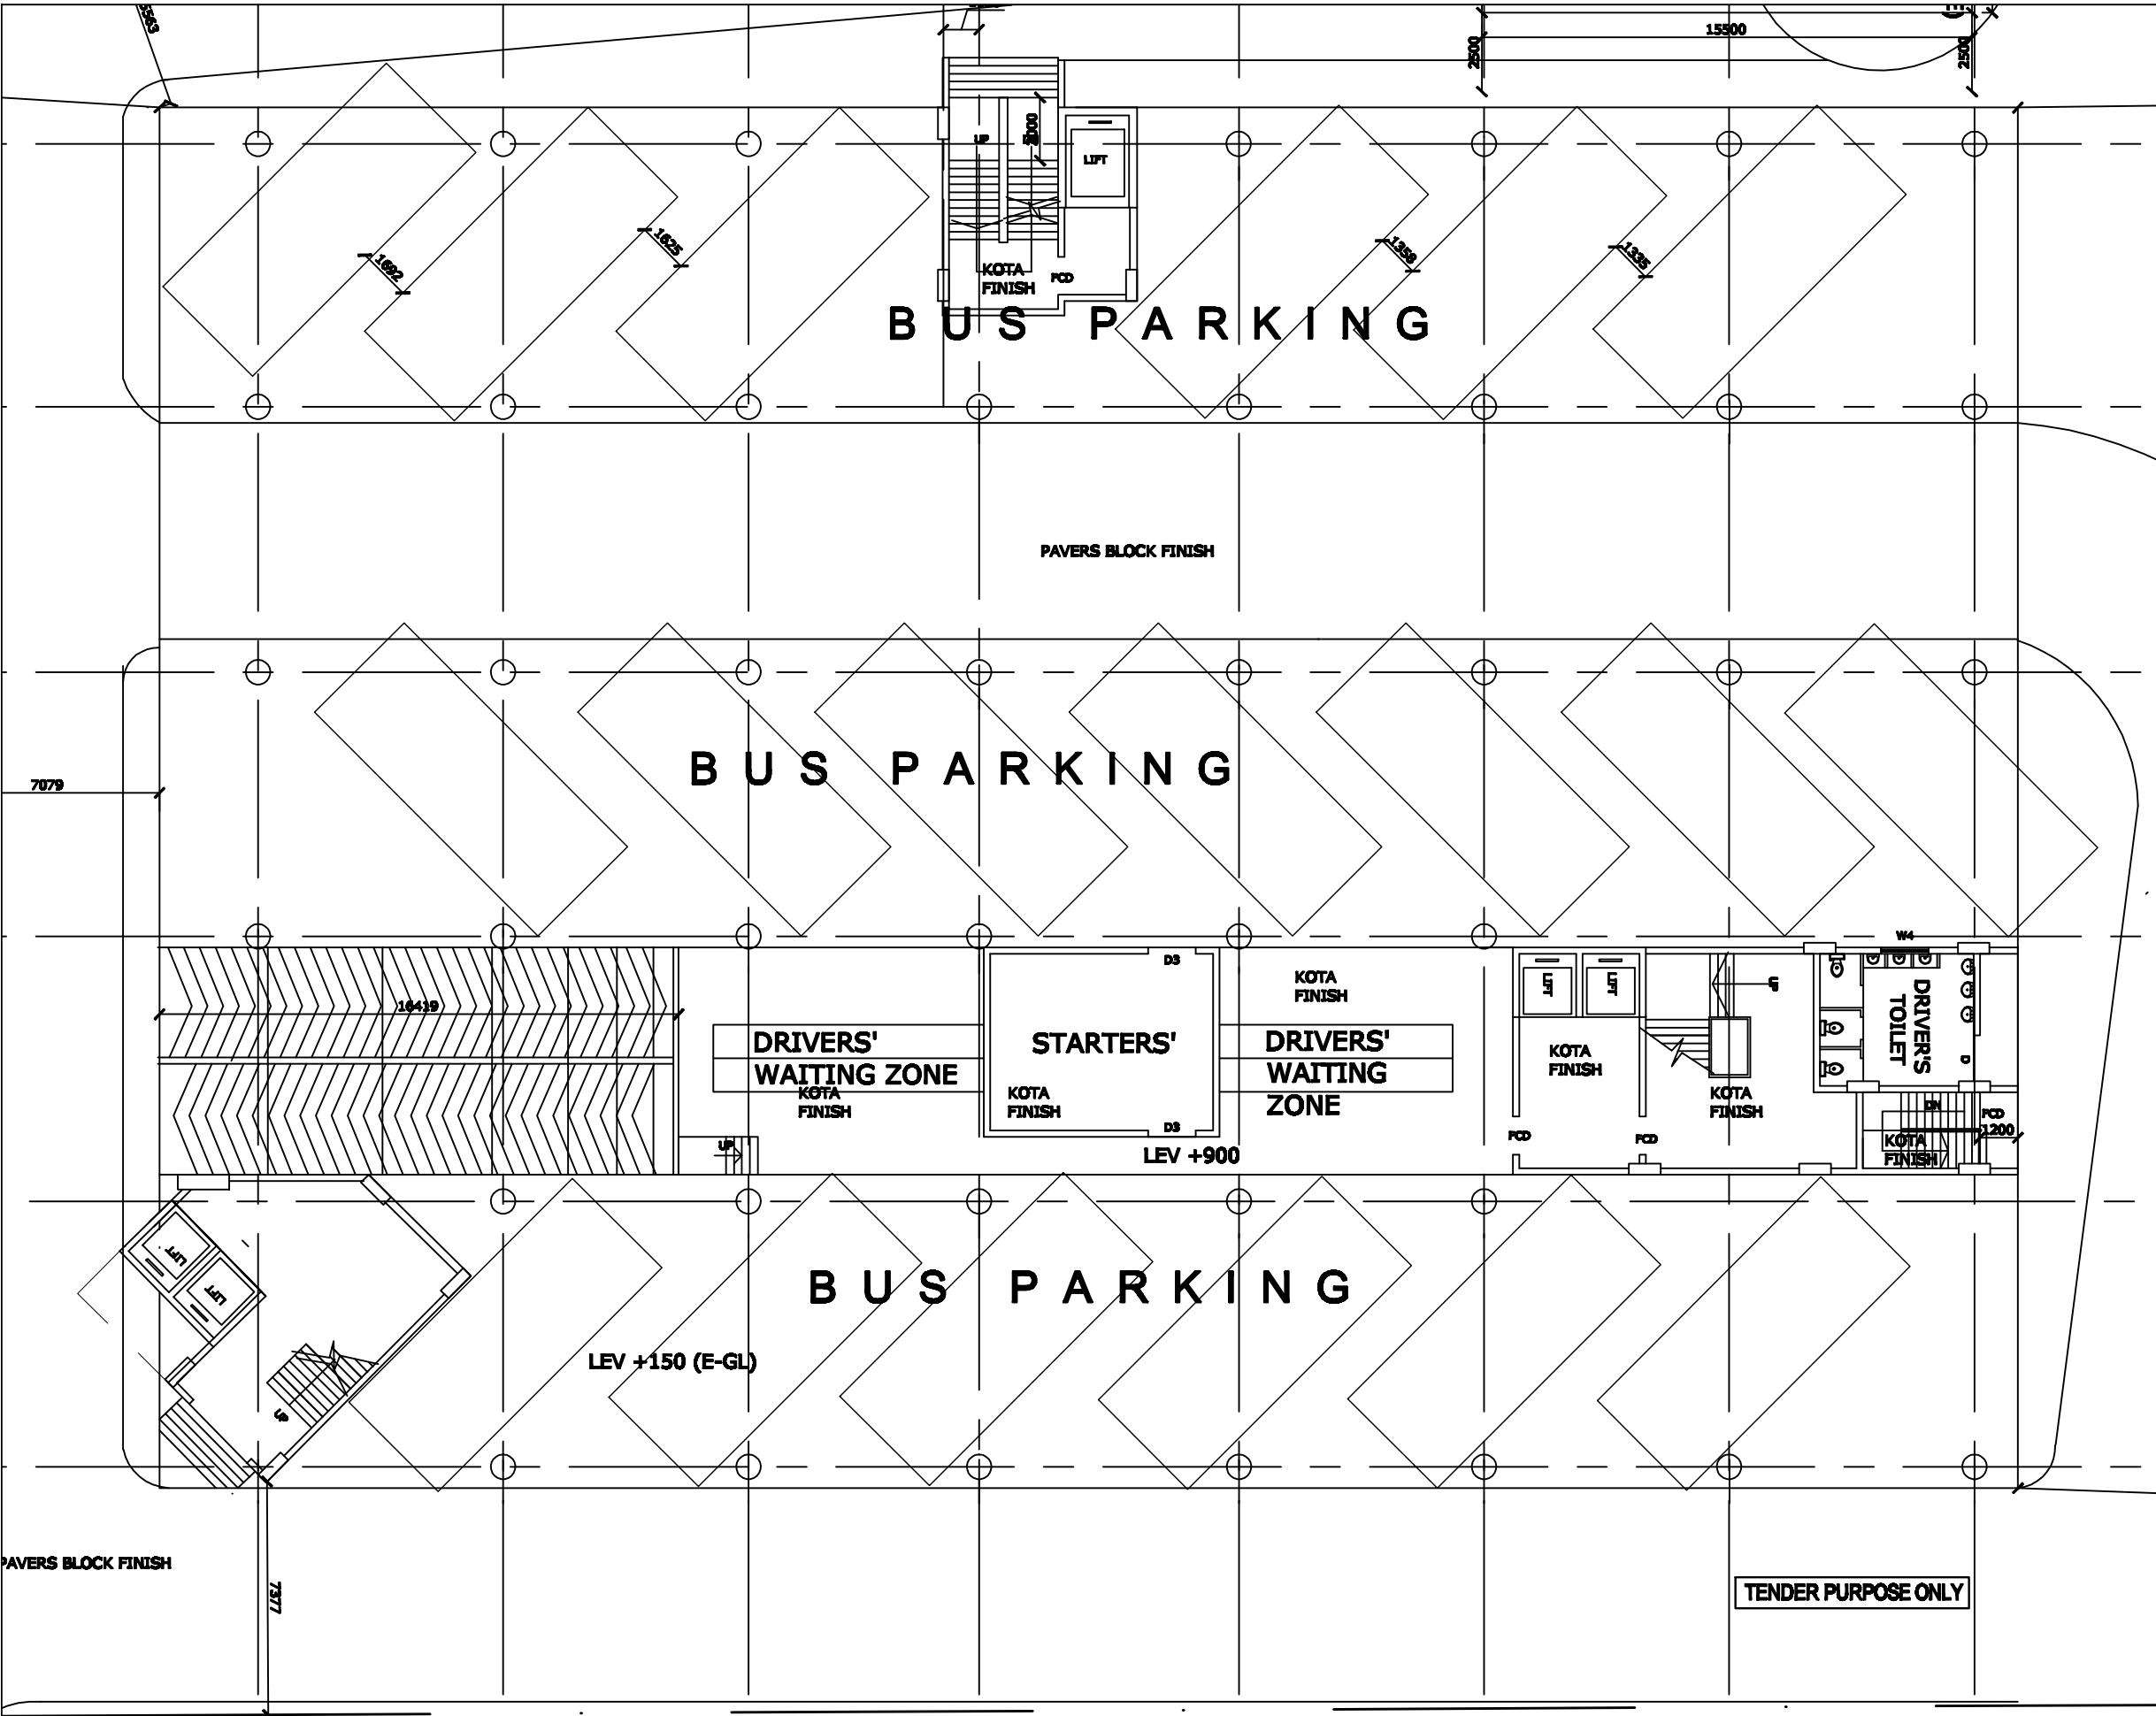 5563
15500
2500
2500
UP
LIFT
1692
1625
1358
1335
KOTA
FINISH
FCD
BUS PARKING
PAVERS BLOCK FINISH
BUS PARKING
7079
W4
D3
KOTA
FINISH
LIFT
LIFT
UP
16419
DRIVERS'
WAITING ZONE
KOTA
FINISH
STARTERS'
KOTA
FINISH
DRIVERS'
WAITING
ZONE
KOTA
FINISH
KOTA
FINISH
DRIVER'S
TOILET
D
DN
FCD
1200
KOTA
FINISH
UP
D3
FCD
FCD
LEV +900
LIFT
LIFT
BUS PARKING
LEV +150 (E-GL)
UP
PAVERS BLOCK FINISH
7377
TENDER PURPOSE ONLY